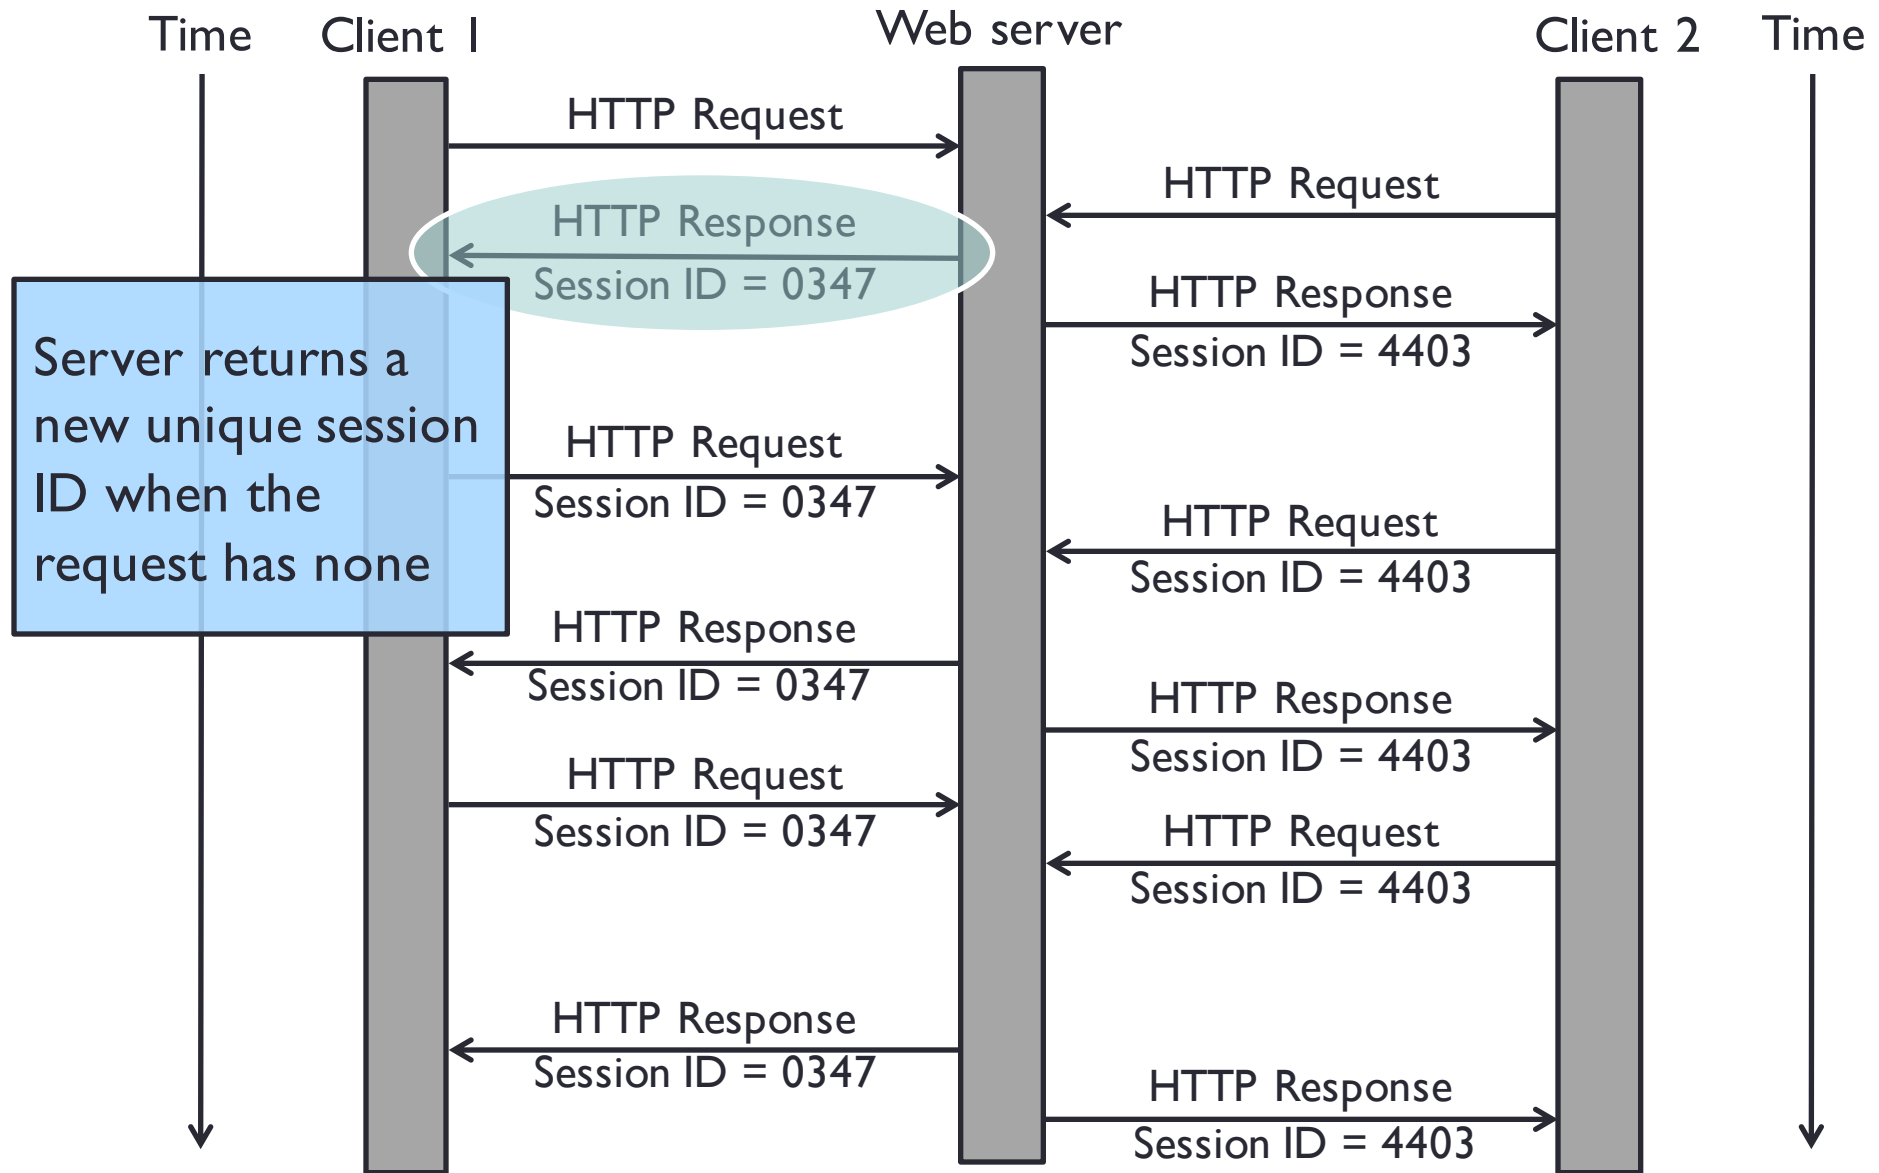 Time
Client 1
Web server
Client 2
Time
HTTP Request
HTTP Request
HTTP Response
Session ID = 0347
HTTP Response
Session ID = 4403
Server returns a
new unique session
ID when the
request has none
HTTP Request
Session ID = 0347
HTTP Request
Session ID = 4403
HTTP Response
Session ID = 0347
HTTP Response
Session ID = 4403
HTTP Request
Session ID = 0347
HTTP Request
Session ID = 4403
HTTP Response
Session ID = 0347
HTTP Response
Session ID = 4403